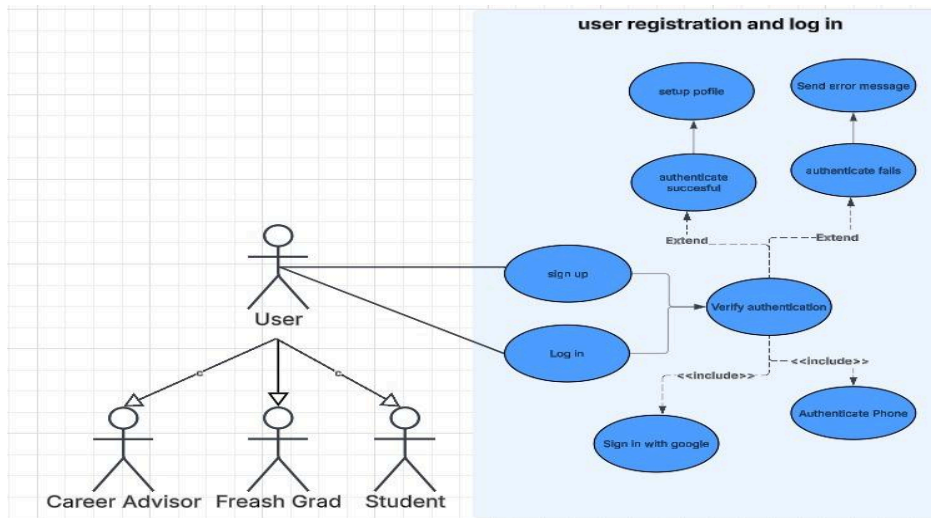 user registration and log in
setup pofile
Send error message
authenticate
succesful
authenticate fails
Extend
Extend
sign up
Verify authentication
User
Log in
<<include>>
<<include>>
c
c
Sign in with google
Authenticate Phone
Career Advisor
Freash Grad
Student